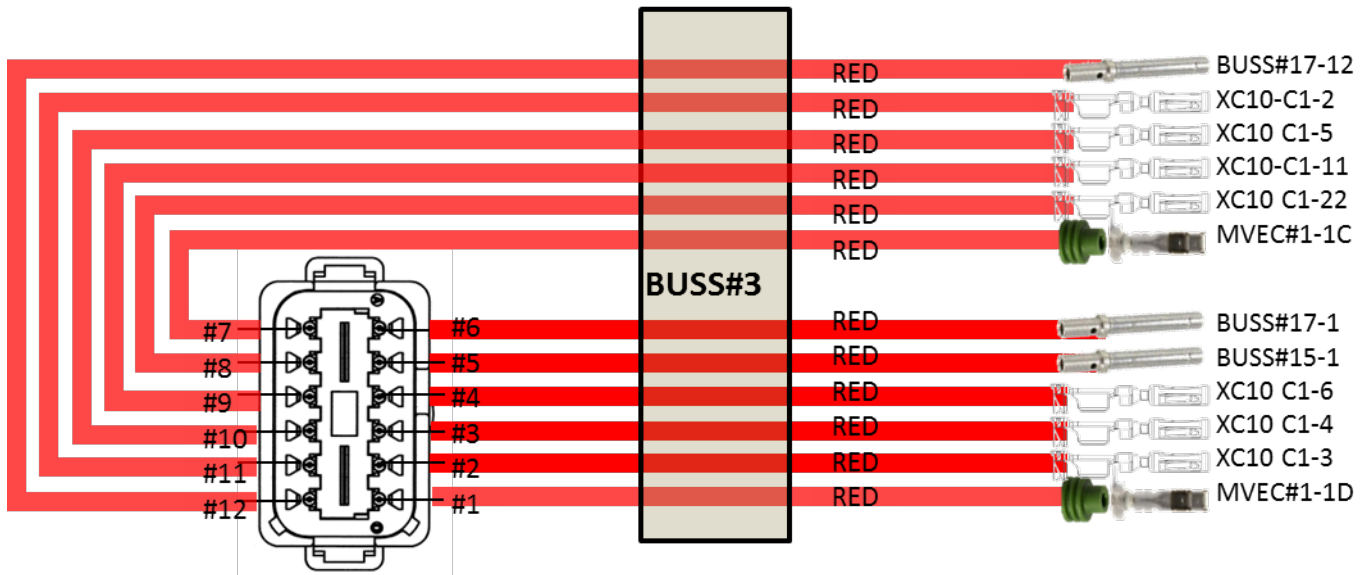 RED BUSS#17-12
RED XC10-C1-2
RED XC10 C1-5
RED XC10-C1-11
RED XC10 C1-22
RED MVEC#1-1C
BUSS#3
#7 #6 RED BUSS#17-1
#8 #5 RED BUSS#15-1
#9 #4 RED XC10 C1-6
#10 #3 RED XC10 C1-4
#11 #2 RED XC10 C1-3
#12 #1 RED MVEC#1-1D